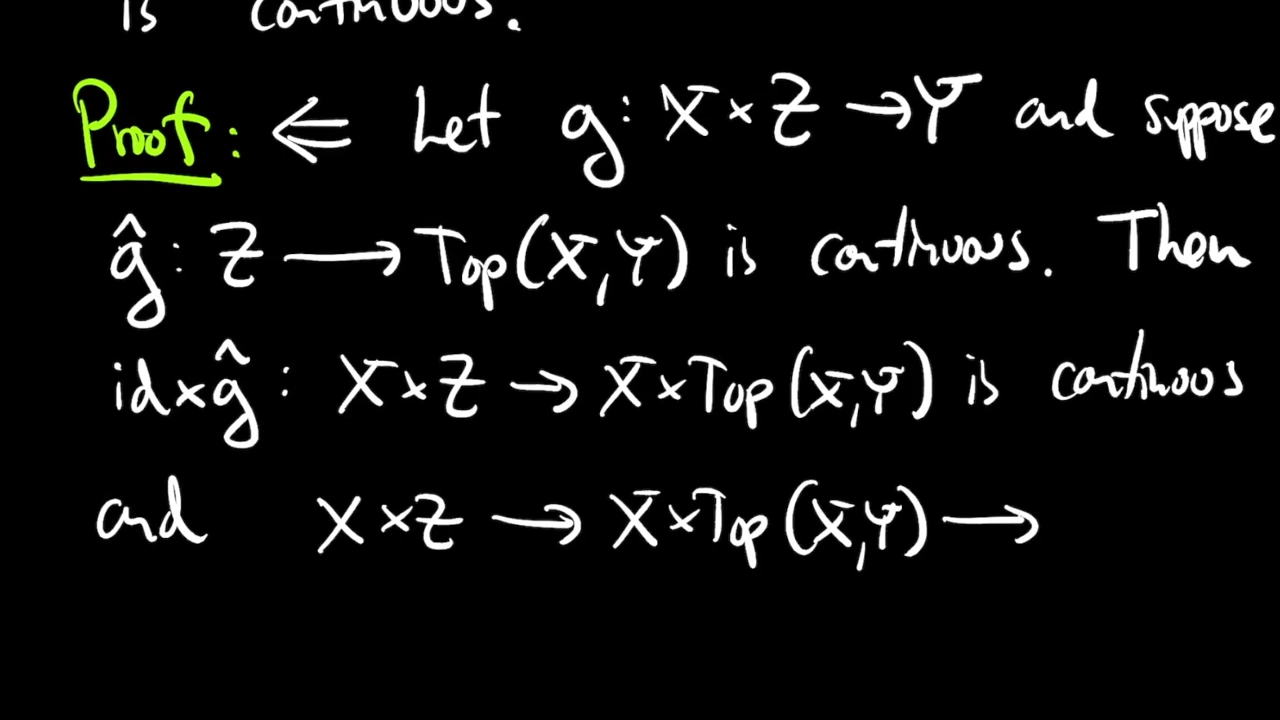 is continuous.
Proof: ⇐ Let g: X × Z → Y and suppose
ĝ: Z ⟶ Top(X, Y) is continuous. Then
id × ĝ : X × Z → X × Top(X, Y) is continuous
and X × Z → X × Top(X, Y) →